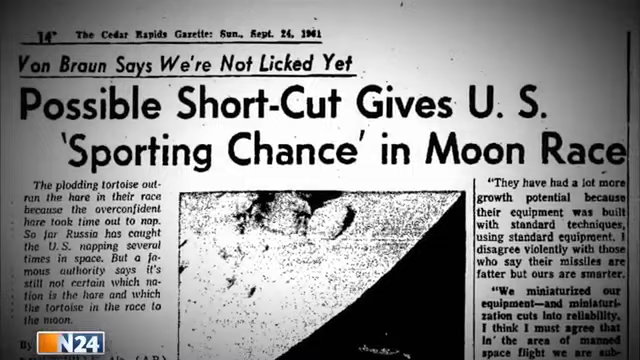 14* The Cedar Rapids Gazette: Sun., Sept. 24, 1961
Von Braun Says We're Not Licked Yet
Possible Short-Cut Gives U. S.
'Sporting Chance' in Moon Race
The plodding tortoise out-
ran the hare in their race
because the overconfident
hare took time out to nap.
So far Russia has caught
the U.S. napping several
times in space. But a fa-
mous authority says it's
still not certain which na-
tion is the hare and which
the tortoise in the race to
the moon.
By
"They have had a lot more
growth potential because
their equipment was built
with standard techniques,
using standard equipment. I
disagree violently with those
who say their missiles are
fatter but ours are smarter.
"We miniaturized our
equipment—and miniaturi-
zation cuts into reliability.
I think I must agree that
in the area of manned
space flight we are sub-
N24